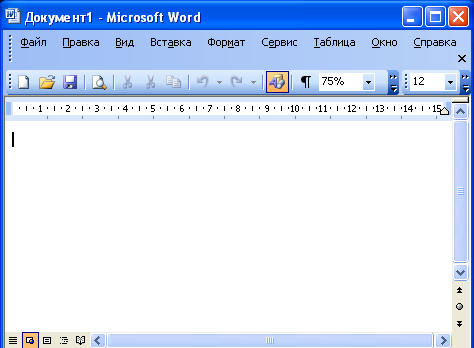 Документ1 - Microsoft Word
Файл Правка Вид Вставка Формат Сервис Таблица Окно Справка
¶ 75% 12
1 2 3 4 5 6 7 8 9 10 11 12 13 14 15